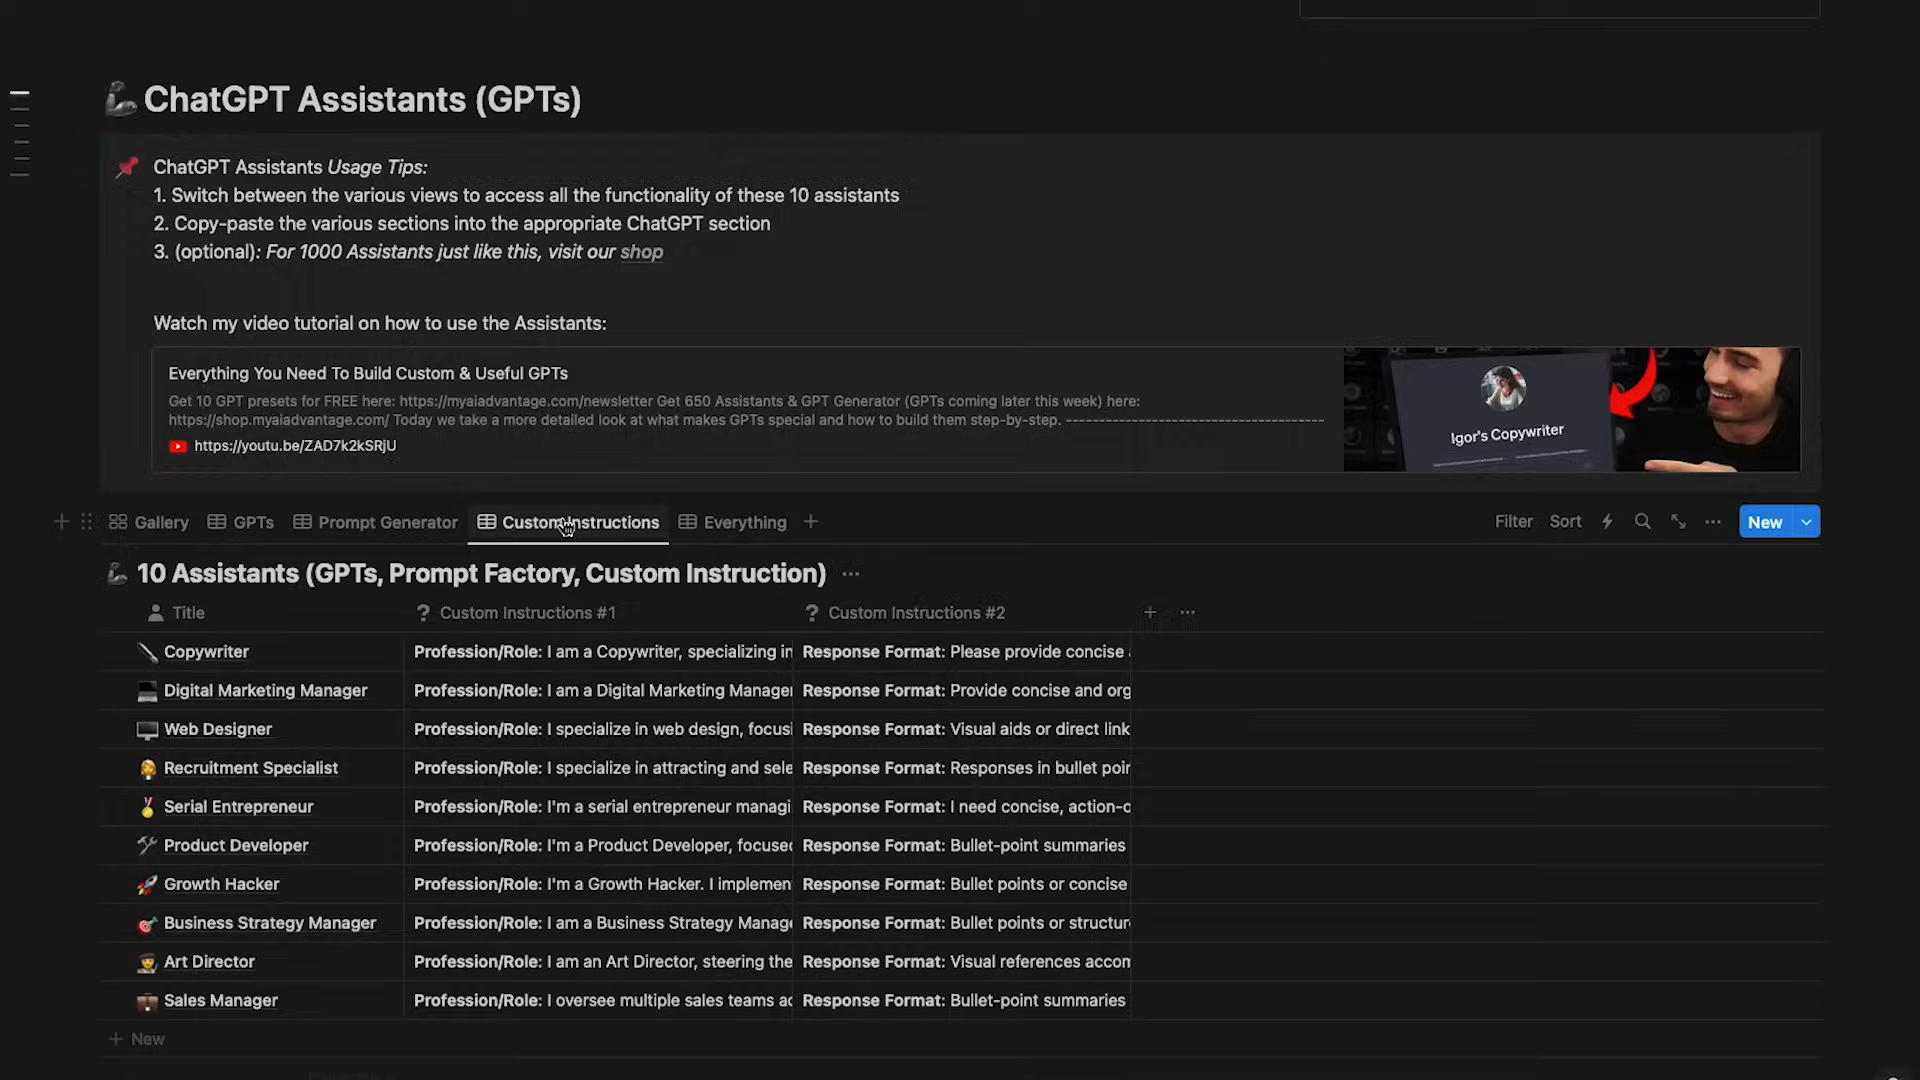 ChatGPT Assistants (GPTs)
ChatGPT Assistants Usage Tips:
1. Switch between the various views to access all the functionality of these 10 assistants
2. Copy-paste the various sections into the appropriate ChatGPT section
3. (optional): For 1000 Assistants just like this, visit our shop
Watch my video tutorial on how to use the Assistants:
Everything You Need To Build Custom & Useful GPTs
Get 10 GPT presets for FREE here: https://myaiadvantage.com/newsletter Get 650 Assistants & GPT Generator (GPTs coming later this week) here:
https://shop.myaiadvantage.com/ Today we take a more detailed look at what makes GPTs special and how to build them step-by-step. ---------------------------------------
https://youtu.be/ZAD7k2kSRjU
Igor's Copywriter
Gallery GPTs Prompt Generator Custom Instructions Everything Filter Sort New
10 Assistants (GPTs, Prompt Factory, Custom Instruction)
Title Custom Instructions #1 Custom Instructions #2
Copywriter Profession/Role: I am a Copywriter, specializing in Response Format: Please provide concise
Digital Marketing Manager Profession/Role: I am a Digital Marketing Manager Response Format: Provide concise and org
Web Designer Profession/Role: I specialize in web design, focusi Response Format: Visual aids or direct link
Recruitment Specialist Profession/Role: I specialize in attracting and sele Response Format: Responses in bullet poin
Serial Entrepreneur Profession/Role: I'm a serial entrepreneur managi Response Format: I need concise, action-o
Product Developer Profession/Role: I'm a Product Developer, focused Response Format: Bullet-point summaries
Growth Hacker Profession/Role: I'm a Growth Hacker. I implemen Response Format: Bullet points or concise
Business Strategy Manager Profession/Role: I am a Business Strategy Manage Response Format: Bullet points or structur
Art Director Profession/Role: I am an Art Director, steering the Response Format: Visual references accom
Sales Manager Profession/Role: I oversee multiple sales teams ac Response Format: Bullet-point summaries
New